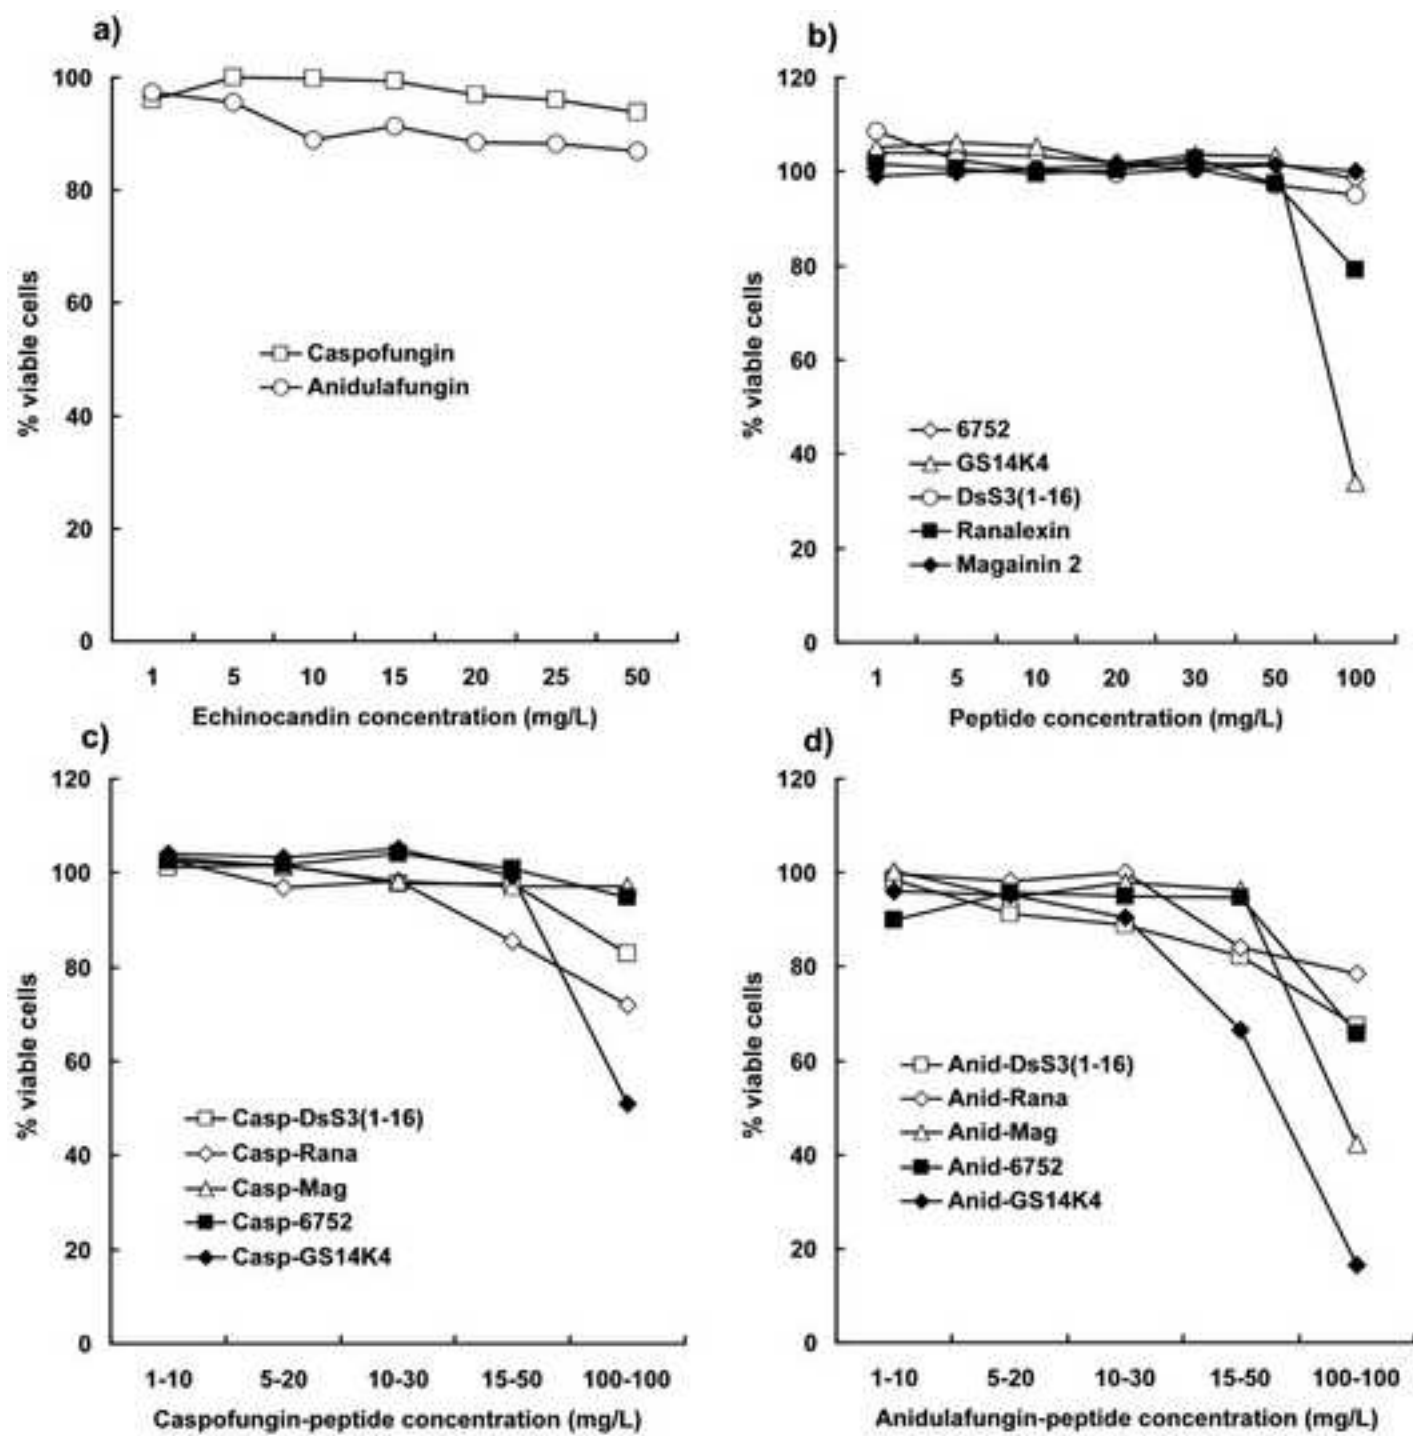 a)
100
80
60
40
20
0
% viable cells
Caspofungin
Anidulafungin
1 5 10 15 20 25 50
Echinocandin concentration (mg/L)
b)
120
100
80
60
40
20
0
% viable cells
6752
GS14K4
DsS3(1-16)
Ranalexin
Magainin 2
1 5 10 20 30 50 100
Peptide concentration (mg/L)
c)
120
100
80
60
40
20
0
% viable cells
Casp-DsS3(1-16)
Casp-Rana
Casp-Mag
Casp-6752
Casp-GS14K4
1-10 5-20 10-30 15-50 100-100
Caspofungin-peptide concentration (mg/L)
d)
120
100
80
60
40
20
0
% viable cells
Anid-DsS3(1-16)
Anid-Rana
Anid-Mag
Anid-6752
Anid-GS14K4
1-10 5-20 10-30 15-50 100-100
Anidulafungin-peptide concentration (mg/L)